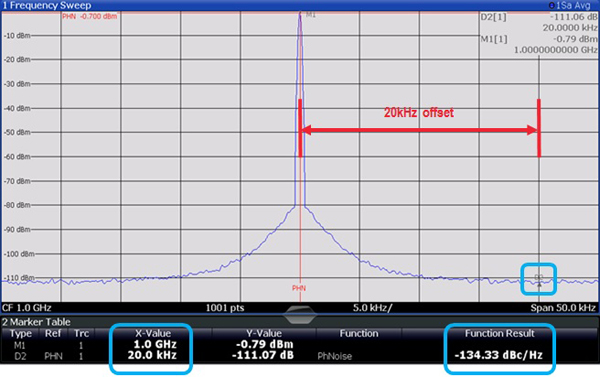 1 Frequency Sweep 1Sa Avg
PHN -0.700 dBm M1 D2[1] -111.06 dB
20.0000 kHz
-10 dBm M1[1] -0.79 dBm
1.0000000000 GHz
-20 dBm
-30 dBm
-40 dBm 20kHz offset
-50 dBm
-60 dBm
-70 dBm
-80 dBm
-90 dBm
-100 dBm
-110 dBm D2
PHN
CF 1.0 GHz 1001 pts 5.0 kHz/ Span 50.0 kHz
2 Marker Table
Type Ref Trc X-Value Y-Value Function Function Result
M1 1 1.0 GHz -0.79 dBm
D2 PHN 1 20.0 kHz -111.07 dB PhNoise -134.33 dBc/Hz